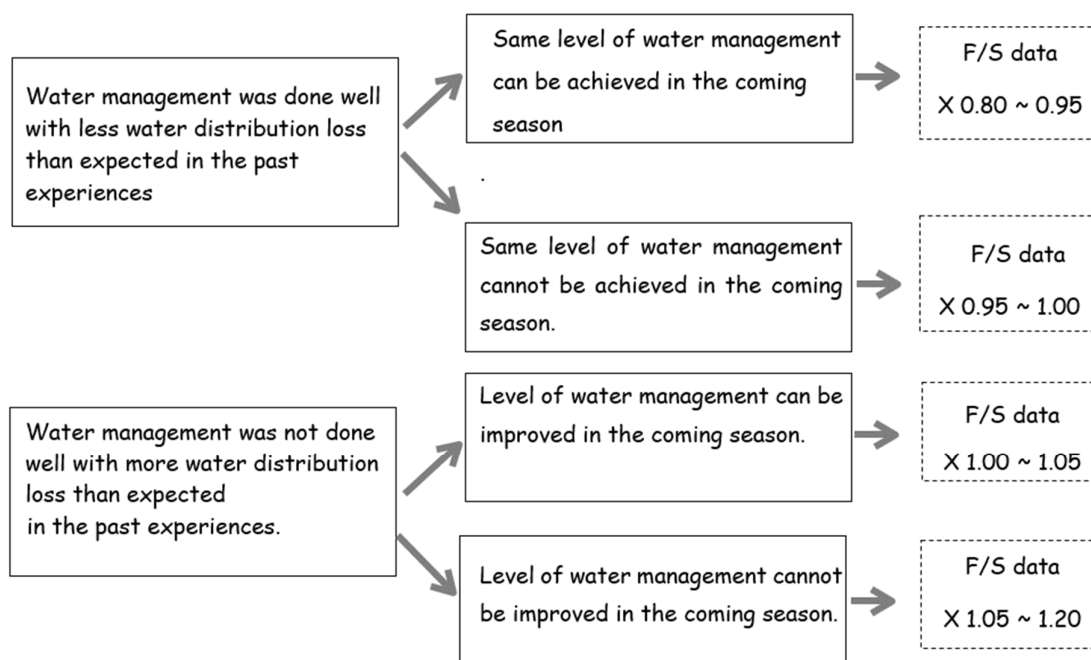 Water management was done well
with less water distribution loss
than expected in the past
experiences
Same level of water management
can be achieved in the coming
season
F/S data
X 0.80 ~ 0.95
.
Same level of water management
cannot be achieved in the coming
season.
F/S data
X 0.95 ~ 1.00
Water management was not done
well with more water distribution
loss than expected
in the past experiences.
Level of water management can be
improved in the coming season.
F/S data
X 1.00 ~ 1.05
Level of water management cannot
be improved in the coming season.
F/S data
X 1.05 ~ 1.20